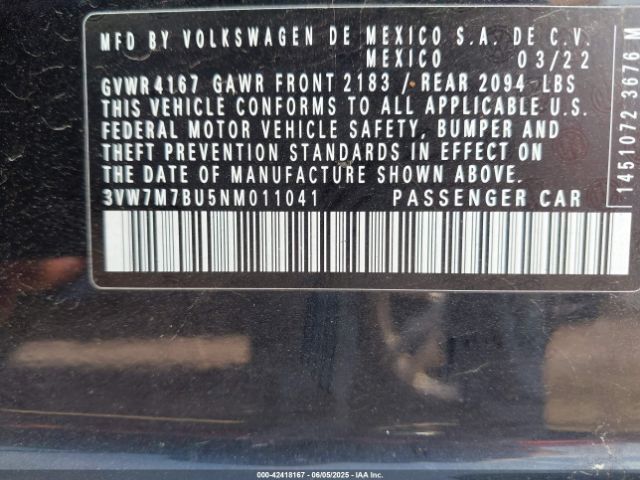 MFD BY VOLKSWAGEN DE MEXICO S.A. DE C.V.
MEXICO 03/22
GVWR 4167 GAWR FRONT 2183 / REAR 2094 LBS
THIS VEHICLE CONFORMS TO ALL APPLICABLE U.S.
FEDERAL MOTOR VEHICLE SAFETY, BUMPER AND
THEFT PREVENTION STANDARDS IN EFFECT ON
THE DATE OF MANUFACTURE SHOWN ABOVE.
3VW7M7BU5NM011041 PASSENGER CAR
1451072 3676 M
000-42418167 - 06/05/2025 - IAA Inc.